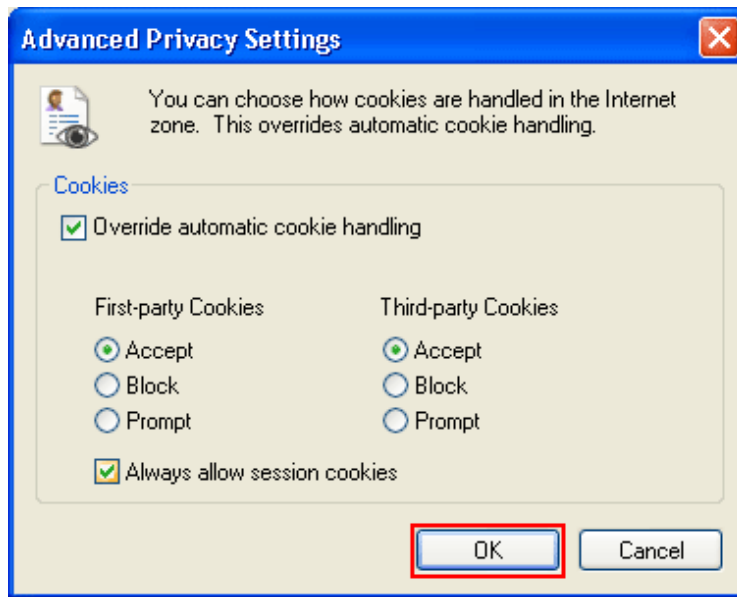 Advanced Privacy Settings
You can choose how cookies are handled in the Internet
zone. This overrides automatic cookie handling.
Cookies
Override automatic cookie handling
First-party Cookies Third-party Cookies
Accept Accept
Block Block
Prompt Prompt
Always allow session cookies
OK Cancel